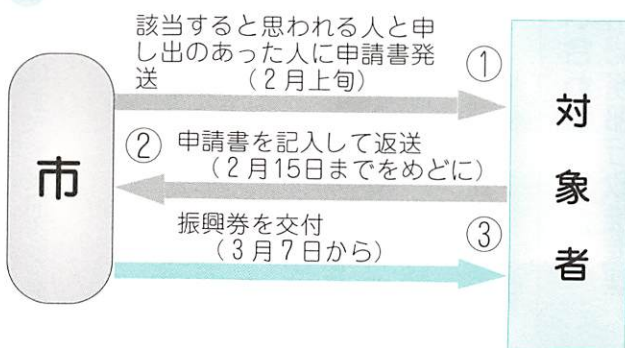 該当すると思われる人と申
し出のあった人に申請書発
送 (2月上旬)
①
市
② 申請書を記入して返送
(2月15日までをめどに)
振興券を交付
(3月7日から)
③
対象者